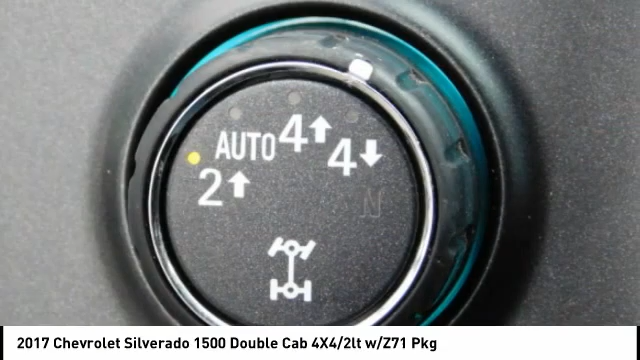 AUTO 4↑
2↑ 4↓
N
2017 Chevrolet Silverado 1500 Double Cab 4X4/2lt w/Z71 Pkg